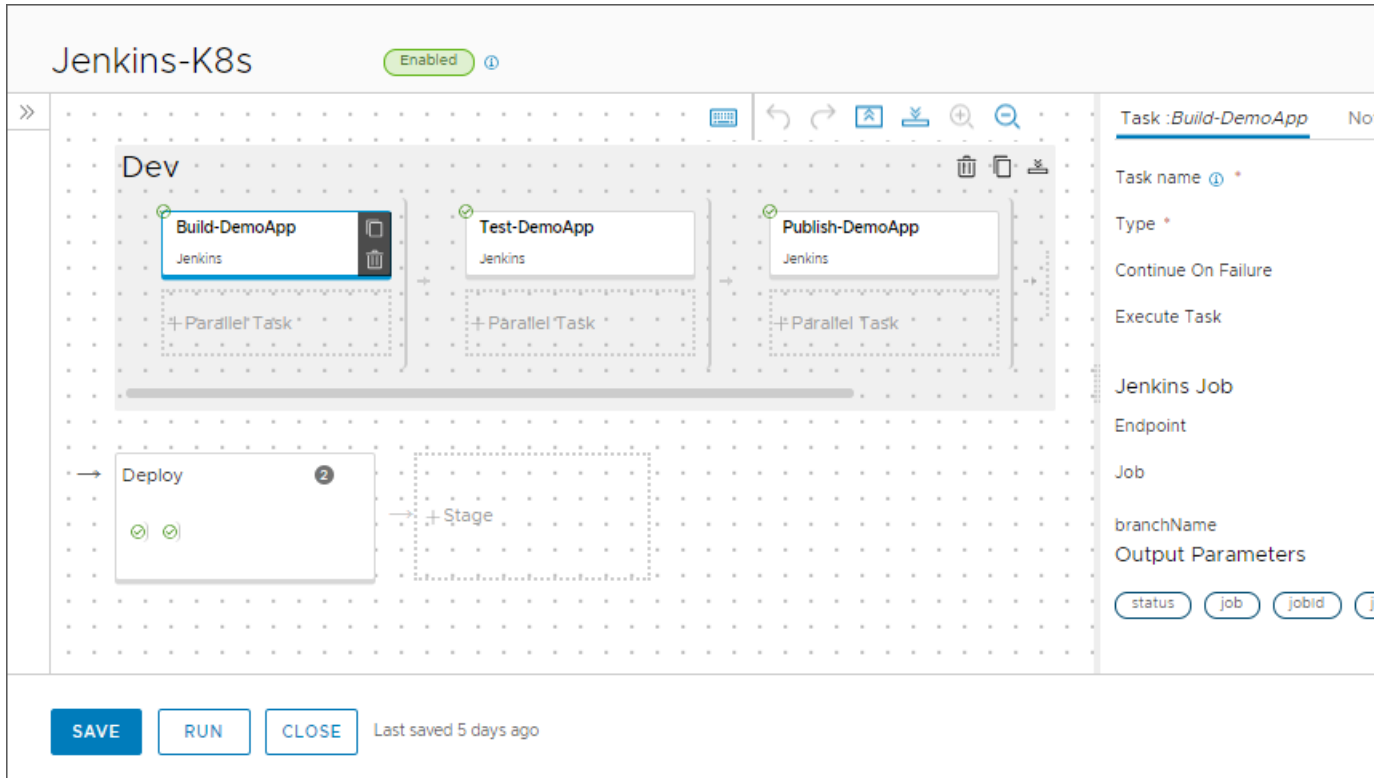 Jenkins-K8s
Enabled
Task :Build-DemoApp
Dev
Build-DemoApp
Jenkins
+ Parallel Task
Test-DemoApp
Jenkins
+ Parallel Task
Publish-DemoApp
Jenkins
+ Parallel Task
Deploy
2
+ Stage
Task name *
Type *
Continue On Failure
Execute Task
Jenkins Job
Endpoint
Job
branchName
Output Parameters
status job jobId
SAVE RUN CLOSE Last saved 5 days ago